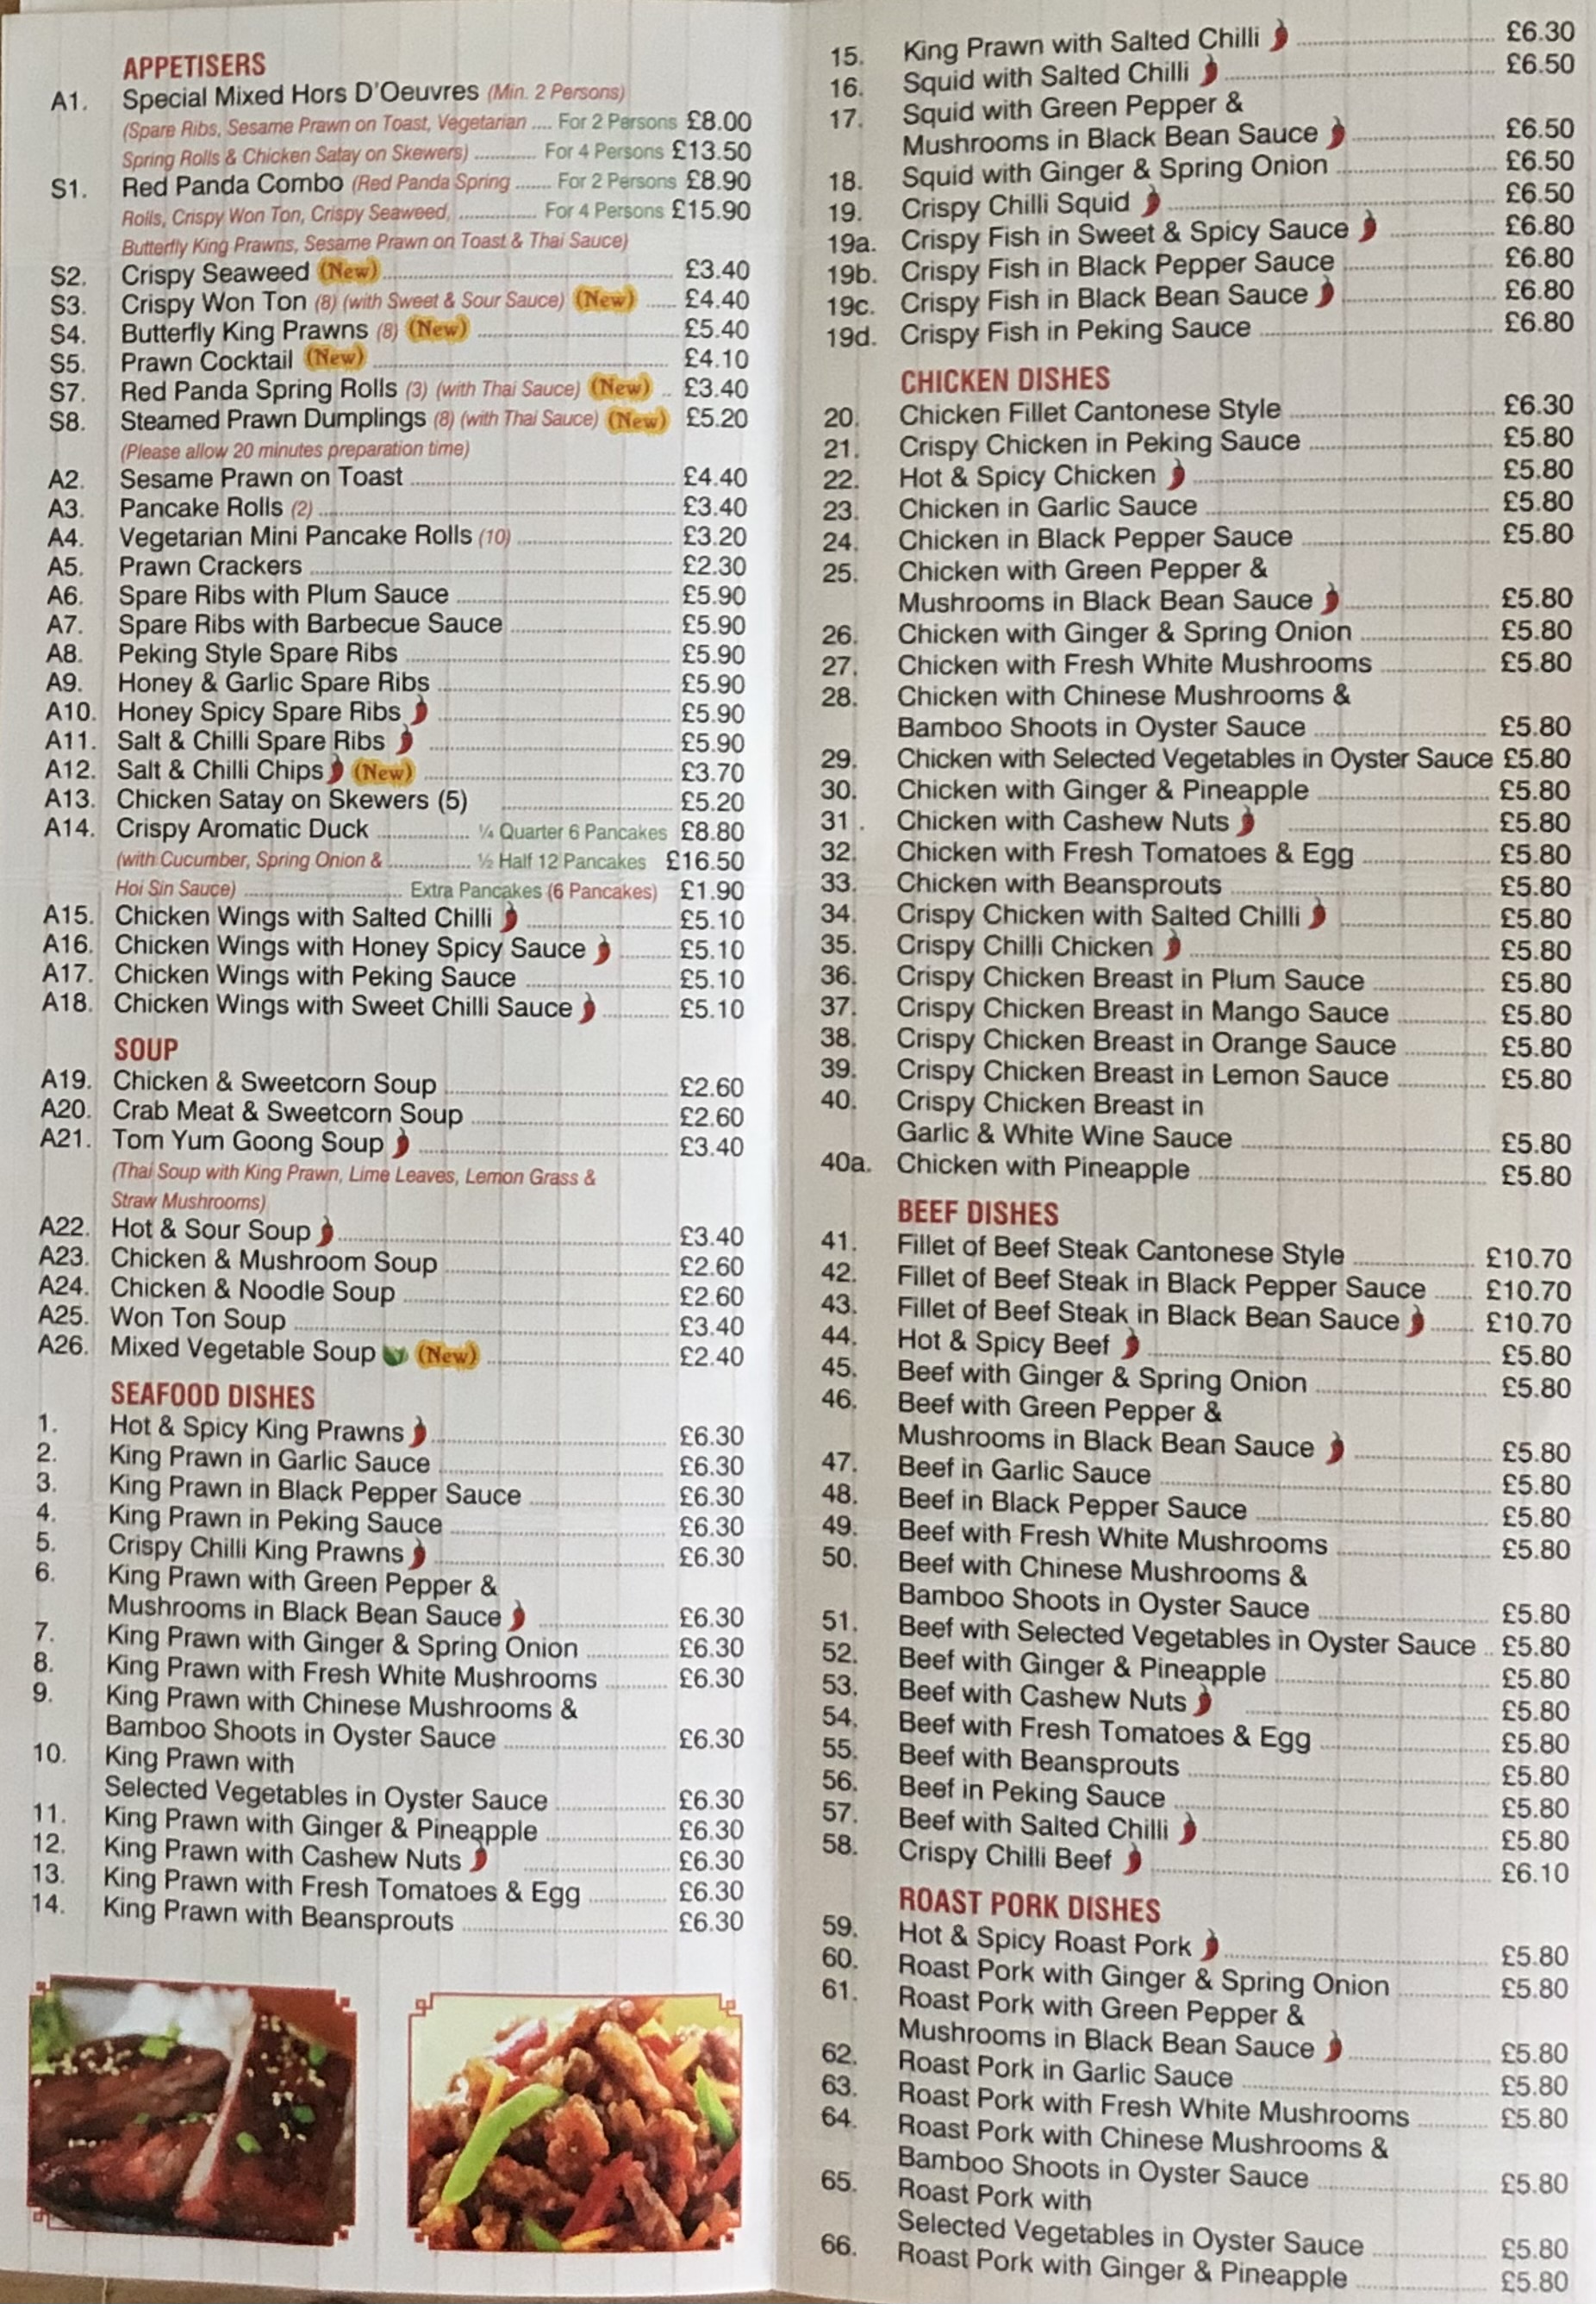 APPETISERS
A1. Special Mixed Hors D'Oeuvres (Min. 2 Persons)
(Spare Ribs, Sesame Prawn on Toast, Vegetarian .... For 2 Persons £8.00
Spring Rolls & Chicken Satay on Skewers) ............ For 4 Persons £13.50
S1. Red Panda Combo (Red Panda Spring ....... For 2 Persons £8.90
Rolls, Crispy Won Ton, Crispy Seaweed, ............... For 4 Persons £15.90
Butterfly King Prawns, Sesame Prawn on Toast & Thai Sauce)
S2. Crispy Seaweed (New) £3.40
S3. Crispy Won Ton (8) (with Sweet & Sour Sauce) (New) £4.40
S4. Butterfly King Prawns (8) (New) £5.40
S5. Prawn Cocktail (New) £4.10
S7. Red Panda Spring Rolls (3) (with Thai Sauce) (New) £3.40
S8. Steamed Prawn Dumplings (8) (with Thai Sauce) (New) £5.20
(Please allow 20 minutes preparation time)
A2. Sesame Prawn on Toast £4.40
A3. Pancake Rolls (2) £3.40
A4. Vegetarian Mini Pancake Rolls (10) £3.20
A5. Prawn Crackers £2.30
A6. Spare Ribs with Plum Sauce £5.90
A7. Spare Ribs with Barbecue Sauce £5.90
A8. Peking Style Spare Ribs £5.90
A9. Honey & Garlic Spare Ribs £5.90
A10. Honey Spicy Spare Ribs £5.90
A11. Salt & Chilli Spare Ribs £5.90
A12. Salt & Chilli Chips (New) £3.70
A13. Chicken Satay on Skewers (5) £5.20
A14. Crispy Aromatic Duck ¼ Quarter 6 Pancakes £8.80
(with Cucumber, Spring Onion & ½ Half 12 Pancakes £16.50
Hoi Sin Sauce) Extra Pancakes (6 Pancakes) £1.90
A15. Chicken Wings with Salted Chilli £5.10
A16. Chicken Wings with Honey Spicy Sauce £5.10
A17. Chicken Wings with Peking Sauce £5.10
A18. Chicken Wings with Sweet Chilli Sauce £5.10
SOUP
A19. Chicken & Sweetcorn Soup £2.60
A20. Crab Meat & Sweetcorn Soup £2.60
A21. Tom Yum Goong Soup £3.40
(Thai Soup with King Prawn, Lime Leaves, Lemon Grass &
Straw Mushrooms)
A22. Hot & Sour Soup £3.40
A23. Chicken & Mushroom Soup £2.60
A24. Chicken & Noodle Soup £2.60
A25. Won Ton Soup £3.40
A26. Mixed Vegetable Soup (New) £2.40
SEAFOOD DISHES
1. Hot & Spicy King Prawns £6.30
2. King Prawn in Garlic Sauce £6.30
3. King Prawn in Black Pepper Sauce £6.30
4. King Prawn in Peking Sauce £6.30
5. Crispy Chilli King Prawns £6.30
6. King Prawn with Green Pepper &
Mushrooms in Black Bean Sauce £6.30
7. King Prawn with Ginger & Spring Onion £6.30
8. King Prawn with Fresh White Mushrooms £6.30
9. King Prawn with Chinese Mushrooms &
Bamboo Shoots in Oyster Sauce £6.30
10. King Prawn with
Selected Vegetables in Oyster Sauce £6.30
11. King Prawn with Ginger & Pineapple £6.30
12. King Prawn with Cashew Nuts £6.30
13. King Prawn with Fresh Tomatoes & Egg £6.30
14. King Prawn with Beansprouts £6.30
15. King Prawn with Salted Chilli £6.30
16. Squid with Salted Chilli £6.50
17. Squid with Green Pepper &
Mushrooms in Black Bean Sauce £6.50
18. Squid with Ginger & Spring Onion £6.50
19. Crispy Chilli Squid £6.50
19a. Crispy Fish in Sweet & Spicy Sauce £6.80
19b. Crispy Fish in Black Pepper Sauce £6.80
19c. Crispy Fish in Black Bean Sauce £6.80
19d. Crispy Fish in Peking Sauce £6.80
CHICKEN DISHES
20. Chicken Fillet Cantonese Style £6.30
21. Crispy Chicken in Peking Sauce £5.80
22. Hot & Spicy Chicken £5.80
23. Chicken in Garlic Sauce £5.80
24. Chicken in Black Pepper Sauce £5.80
25. Chicken with Green Pepper &
Mushrooms in Black Bean Sauce £5.80
26. Chicken with Ginger & Spring Onion £5.80
27. Chicken with Fresh White Mushrooms £5.80
28. Chicken with Chinese Mushrooms &
Bamboo Shoots in Oyster Sauce £5.80
29. Chicken with Selected Vegetables in Oyster Sauce £5.80
30. Chicken with Ginger & Pineapple £5.80
31. Chicken with Cashew Nuts £5.80
32. Chicken with Fresh Tomatoes & Egg £5.80
33. Chicken with Beansprouts £5.80
34. Crispy Chicken with Salted Chilli £5.80
35. Crispy Chilli Chicken £5.80
36. Crispy Chicken Breast in Plum Sauce £5.80
37. Crispy Chicken Breast in Mango Sauce £5.80
38. Crispy Chicken Breast in Orange Sauce £5.80
39. Crispy Chicken Breast in Lemon Sauce £5.80
40. Crispy Chicken Breast in
Garlic & White Wine Sauce £5.80
40a. Chicken with Pineapple £5.80
BEEF DISHES
41. Fillet of Beef Steak Cantonese Style £10.70
42. Fillet of Beef Steak in Black Pepper Sauce £10.70
43. Fillet of Beef Steak in Black Bean Sauce £10.70
44. Hot & Spicy Beef £5.80
45. Beef with Ginger & Spring Onion £5.80
46. Beef with Green Pepper &
Mushrooms in Black Bean Sauce £5.80
47. Beef in Garlic Sauce £5.80
48. Beef in Black Pepper Sauce £5.80
49. Beef with Fresh White Mushrooms £5.80
50. Beef with Chinese Mushrooms &
Bamboo Shoots in Oyster Sauce £5.80
51. Beef with Selected Vegetables in Oyster Sauce £5.80
52. Beef with Ginger & Pineapple £5.80
53. Beef with Cashew Nuts £5.80
54. Beef with Fresh Tomatoes & Egg £5.80
55. Beef with Beansprouts £5.80
56. Beef in Peking Sauce £5.80
57. Beef with Salted Chilli £5.80
58. Crispy Chilli Beef £6.10
ROAST PORK DISHES
59. Hot & Spicy Roast Pork £5.80
60. Roast Pork with Ginger & Spring Onion £5.80
61. Roast Pork with Green Pepper &
Mushrooms in Black Bean Sauce £5.80
62. Roast Pork in Garlic Sauce £5.80
63. Roast Pork with Fresh White Mushrooms £5.80
64. Roast Pork with Chinese Mushrooms &
Bamboo Shoots in Oyster Sauce £5.80
65. Roast Pork with
Selected Vegetables in Oyster Sauce £5.80
66. Roast Pork with Ginger & Pineapple £5.80